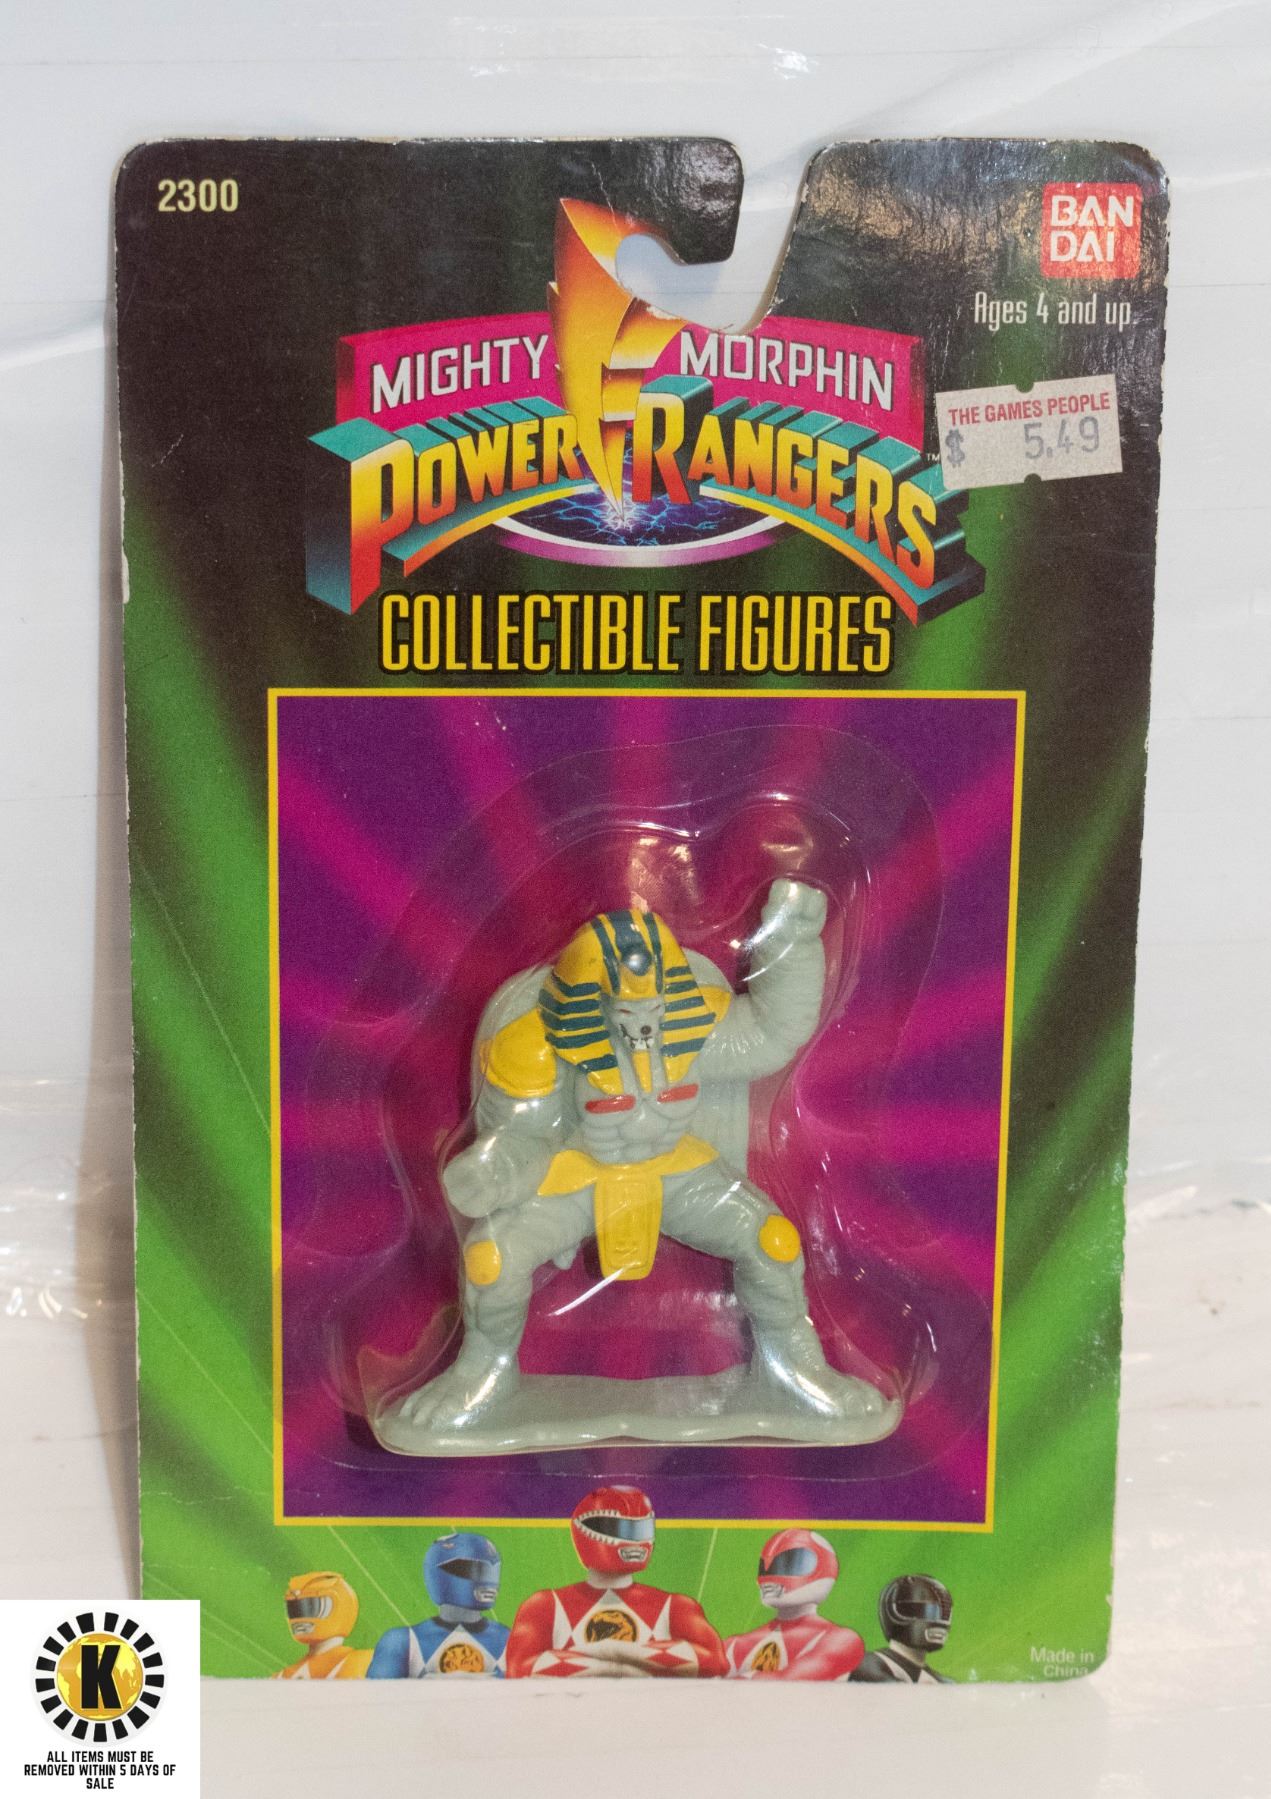 2300
BAN
DAI
Ages 4 and up.
MIGHTY MORPHIN
POWER RANGERS™
THE GAMES PEOPLE
$ 5.49
COLLECTIBLE FIGURES
Made in
China
K
ALL ITEMS MUST BE
REMOVED WITHIN 5 DAYS OF
SALE